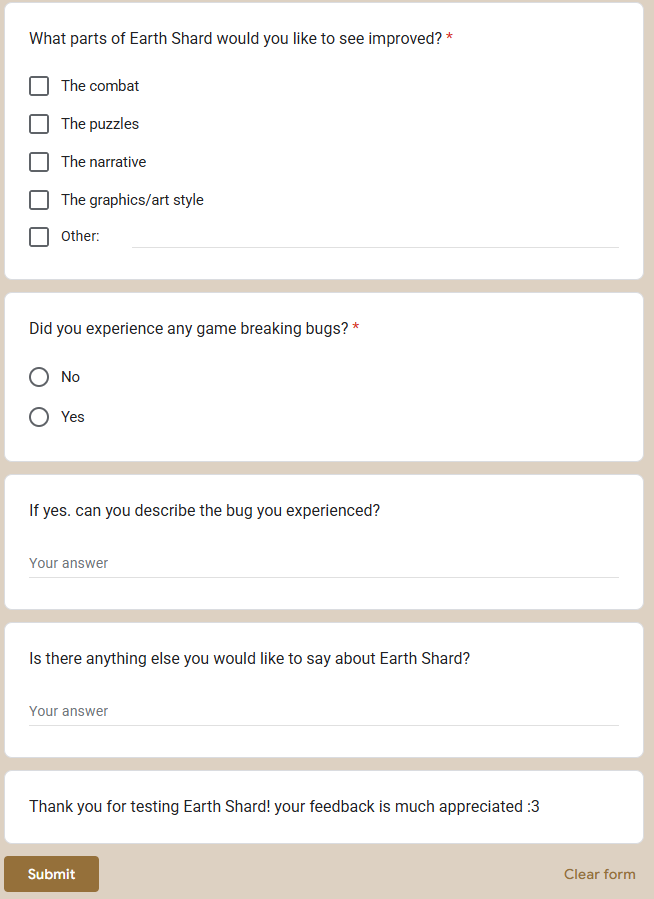 What parts of Earth Shard would you like to see improved? *
The combat
The puzzles
The narrative
The graphics/art style
Other:
Did you experience any game breaking bugs? *
No
Yes
If yes. can you describe the bug you experienced?
Your answer
Is there anything else you would like to say about Earth Shard?
Your answer
Thank you for testing Earth Shard! your feedback is much appreciated :3
Submit
Clear form